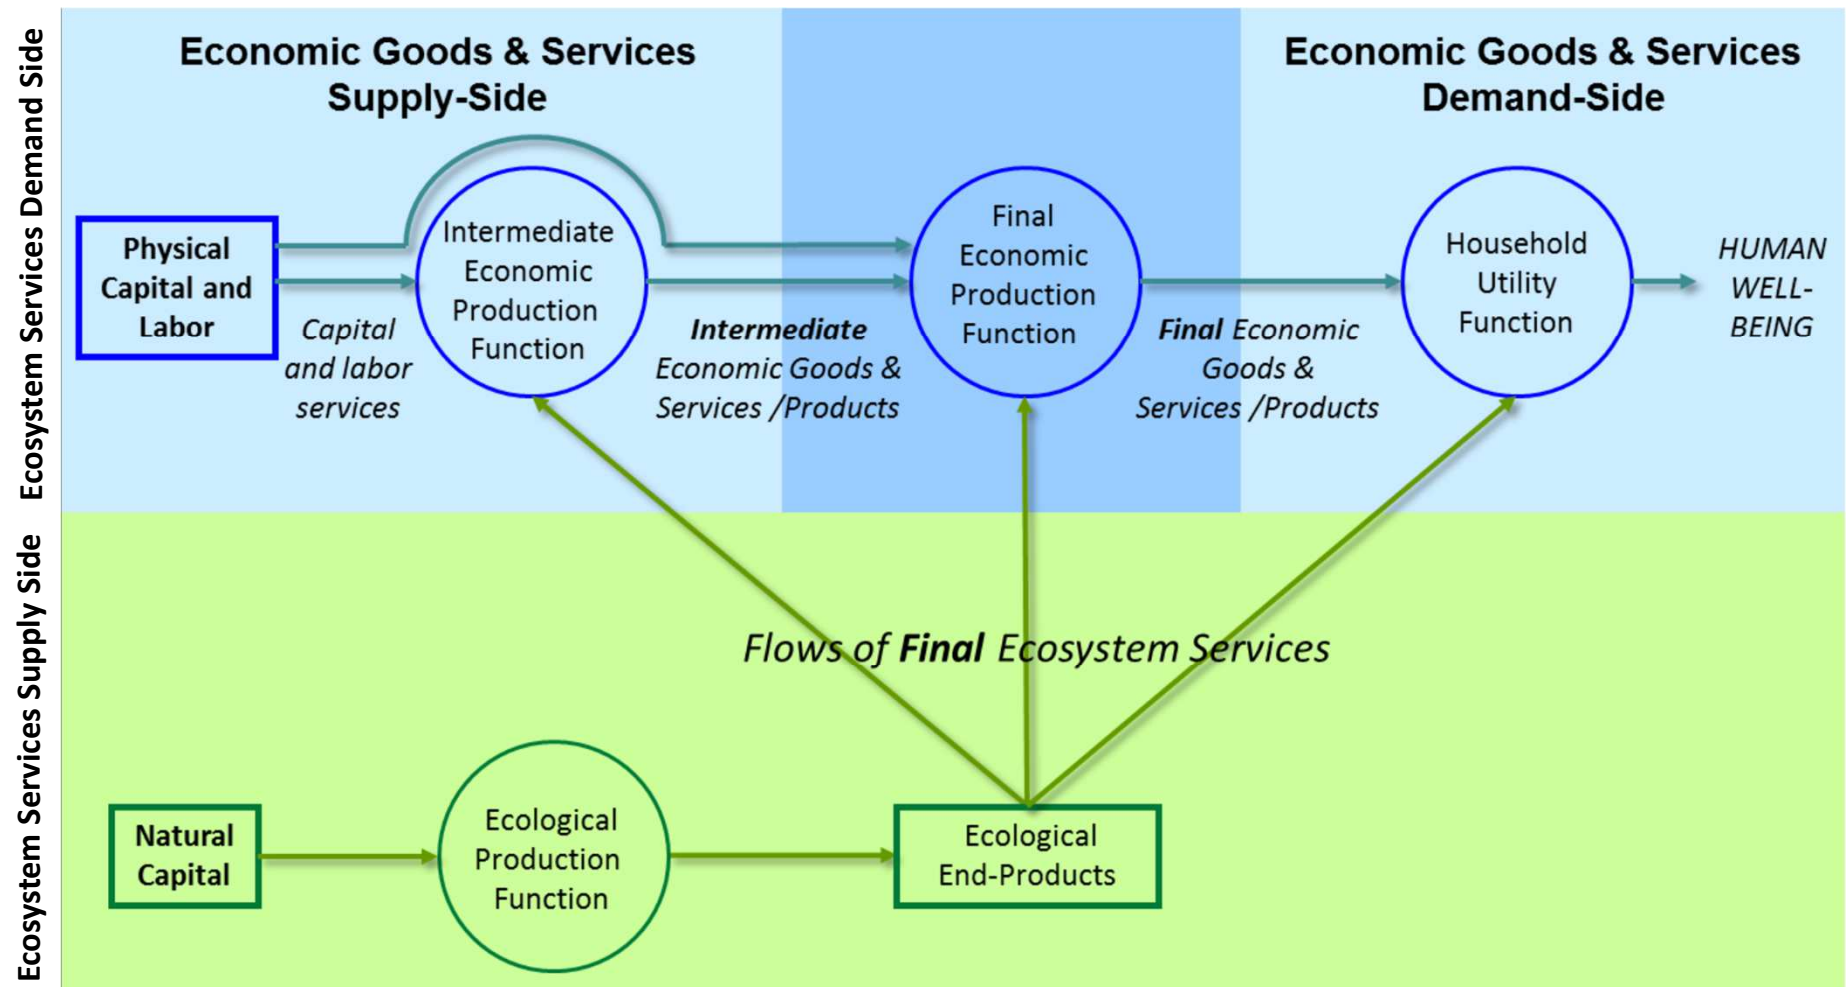 Ecosystem Services Demand Side
Economic Goods & Services
Supply-Side
Economic Goods & Services
Demand-Side
Physical
Capital and
Labor
Capital
and labor
services
Intermediate
Economic
Production
Function
Intermediate
Economic Goods &
Services /Products
Final
Economic
Production
Function
Final Economic
Goods &
Services /Products
Household
Utility
Function
HUMAN
WELL-
BEING
Ecosystem Services Supply Side
Flows of Final Ecosystem Services
Natural
Capital
Ecological
Production
Function
Ecological
End-Products